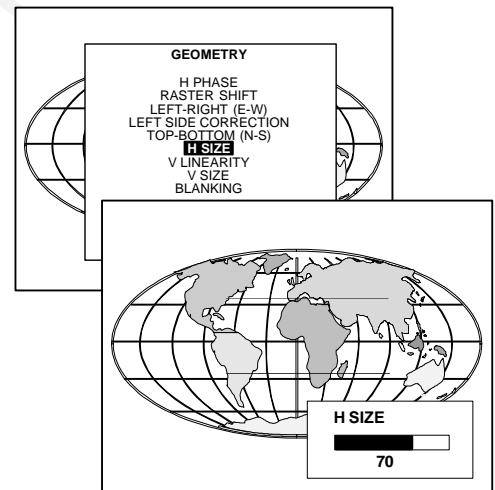 GEOMETRY
H PHASE
RASTER SHIFT
LEFT-RIGHT (E-W)
LEFT SIDE CORRECTION
TOP-BOTTOM (N-S)
H SIZE
V LINEARITY
V SIZE
BLANKING
H SIZE
70